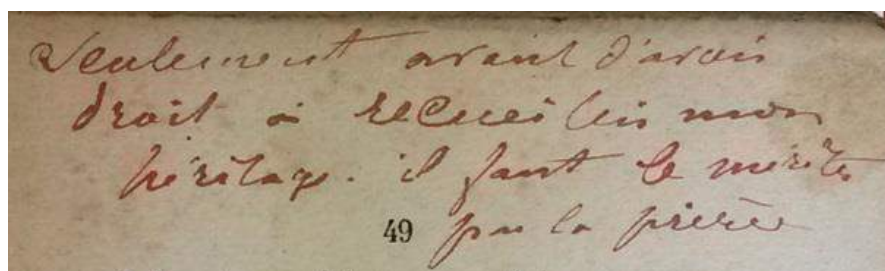 Seulement avant d'avoir
droit à recueillir mon
héritage. il faut le mériter
49 par la prière